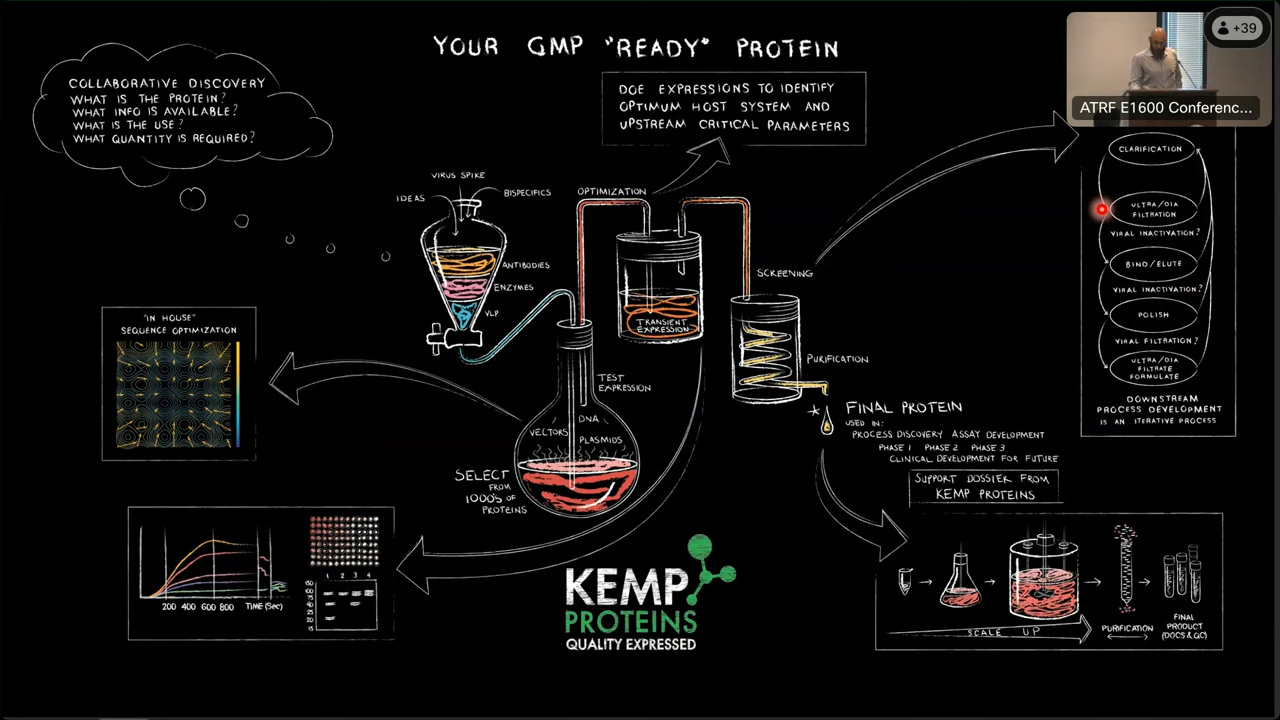 YOUR GMP "READY" PROTEIN
+39
ATRF E1600 Conferenc...
COLLABORATIVE DISCOVERY
WHAT IS THE PROTEIN?
WHAT INFO IS AVAILABLE?
WHAT IS THE USE?
WHAT QUANTITY IS REQUIRED?
DOE EXPRESSIONS TO IDENTIFY
OPTIMUM HOST SYSTEM AND
UPSTREAM CRITICAL PARAMETERS
VIRUS SPIKE
IDEAS
BISPECIFICS
ANTIBODIES
ENZYMES
VLP
OPTIMIZATION
TRANSIENT
EXPRESSION
SCREENING
PURIFICATION
CLARIFICATION
ULTRA/DIA
FILTRATION
VIRAL INACTIVATION?
BIND/ELUTE
VIRAL INACTIVATION?
POLISH
VIRAL FILTRATION?
ULTRA/DIA
FILTRATE
FORMULATE
DOWNSTREAM
PROCESS DEVELOPMENT
IS AN ITERATIVE PROCESS
"IN HOUSE"
SEQUENCE OPTIMIZATION
TEST
EXPRESSION
DNA
VECTORS
PLASMIDS
SELECT
FROM
1000'S OF
PROTEINS
FINAL PROTEIN
USED IN:
PROCESS DISCOVERY ASSAY DEVELOPMENT
PHASE 1 PHASE 2 PHASE 3
CLINICAL DEVELOPMENT FOR FUTURE
SUPPORT DOSSIER FROM
KEMP PROTEINS
200 400 600 800 TIME (Sec)
1 2 3 4
KEMP
PROTEINS
QUALITY EXPRESSED
SCALE UP
PURIFICATION
FINAL
PRODUCT
(DOCS & QC)